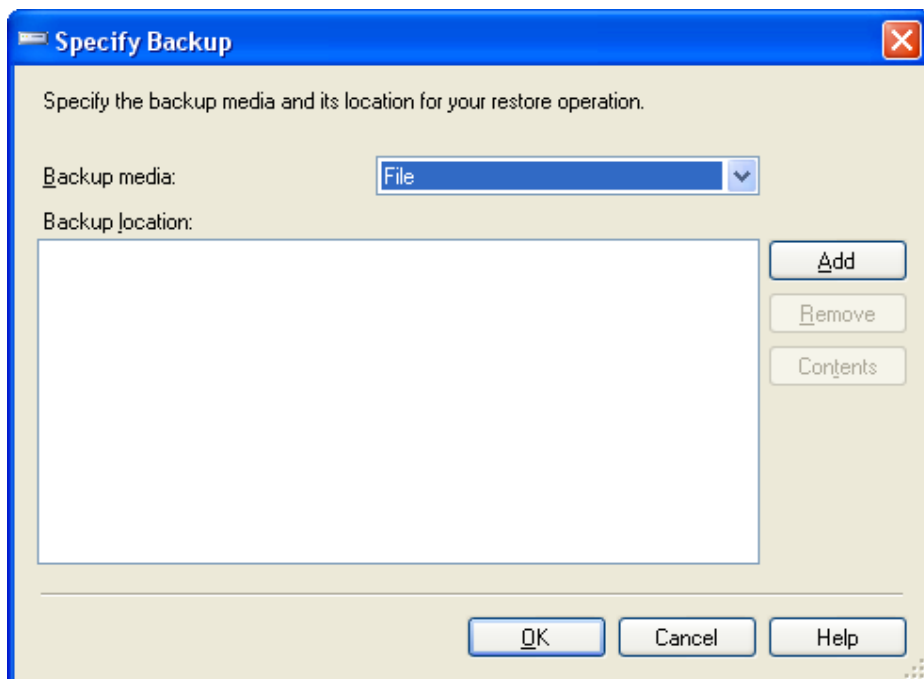 Specify Backup
Specify the backup media and its location for your restore operation.
Backup media:
File
Backup location:
Add
Remove
Contents
OK
Cancel
Help